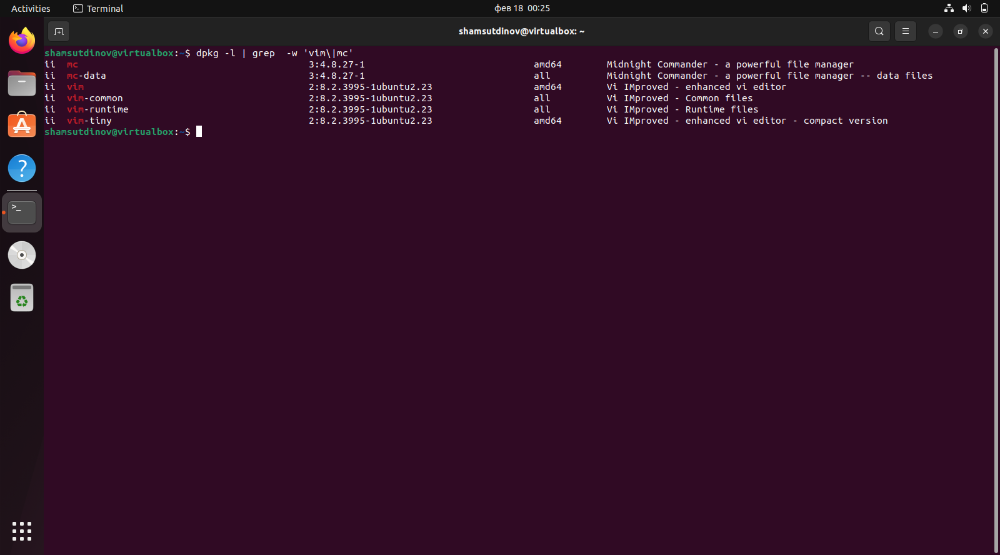 Activities Terminal фев 18 00:25
shamsutdinov@virtualbox: ~
shamsutdinov@virtualbox:~$ dpkg -l | grep  -w 'vim\|mc'
ii  mc                                         3:4.8.27-1                              amd64        Midnight Commander - a powerful file manager
ii  mc-data                                    3:4.8.27-1                              all          Midnight Commander - a powerful file manager -- data files
ii  vim                                        2:8.2.3995-1ubuntu2.23                  amd64        Vi IMproved - enhanced vi editor
ii  vim-common                                 2:8.2.3995-1ubuntu2.23                  all          Vi IMproved - Common files
ii  vim-runtime                                2:8.2.3995-1ubuntu2.23                  all          Vi IMproved - Runtime files
ii  vim-tiny                                   2:8.2.3995-1ubuntu2.23                  amd64        Vi IMproved - enhanced vi editor - compact version
shamsutdinov@virtualbox:~$